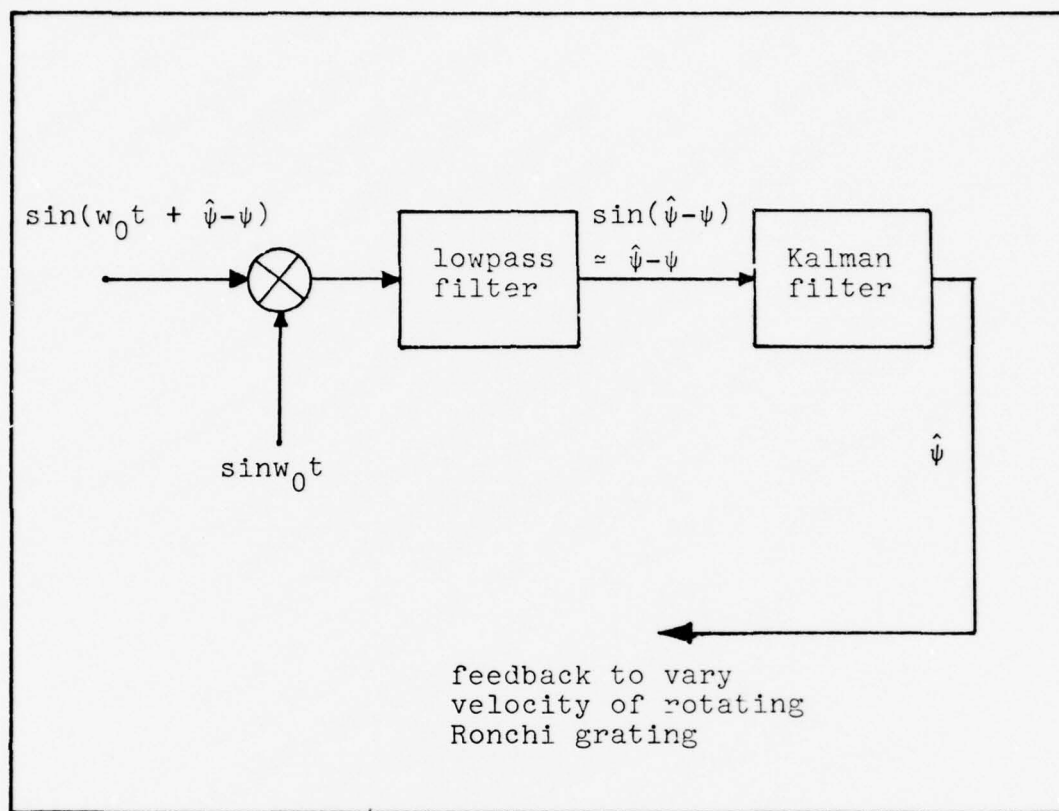 sin(w₀t + ψ̂-ψ)
sin(ψ̂-ψ)
≃ ψ̂-ψ
lowpass
filter
Kalman
filter
sinw₀t
ψ̂
feedback to vary
velocity of rotating
Ronchi grating